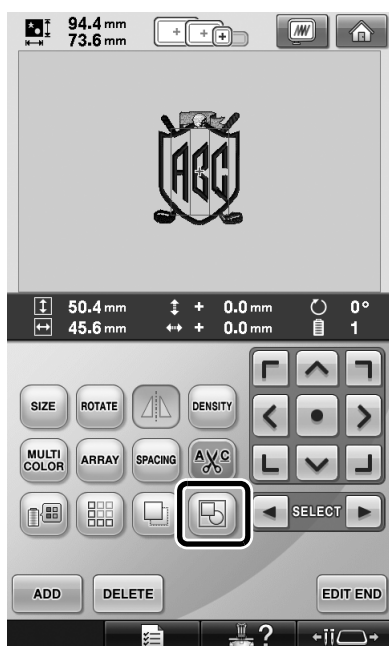 94.4 mm
73.6 mm
AGC
50.4 mm + 0.0 mm 0°
45.6 mm + 0.0 mm 1
SIZE ROTATE DENSITY
MULTI COLOR ARRAY SPACING A C
SELECT
ADD DELETE EDIT END
?